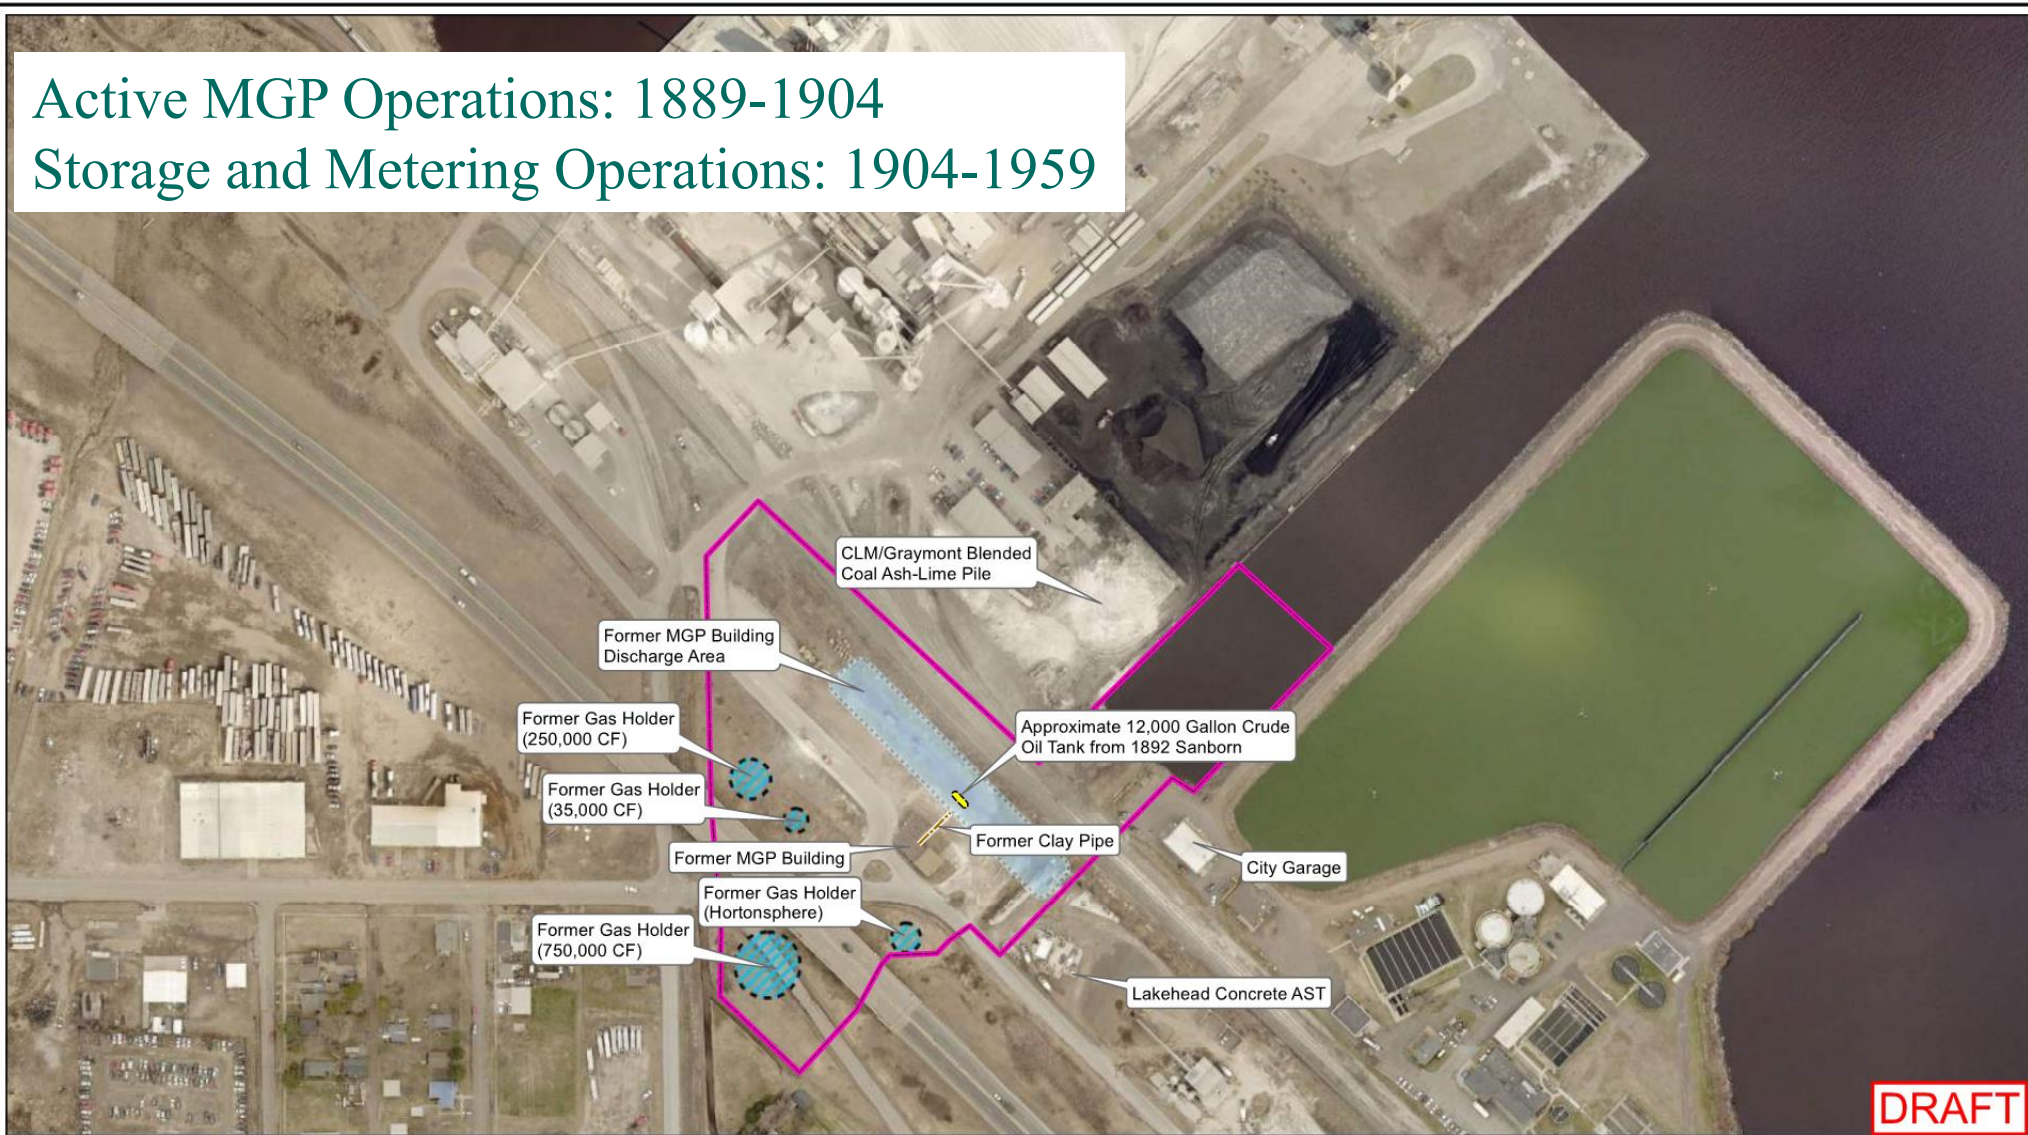 Active MGP Operations: 1889-1904
Storage and Metering Operations: 1904-1959
CLM/Graymont Blended
Coal Ash-Lime Pile
Former MGP Building
Discharge Area
Former Gas Holder
(250,000 CF)
Approximate 12,000 Gallon Crude
Oil Tank from 1892 Sanborn
Former Gas Holder
(35,000 CF)
Former Clay Pipe
Former MGP Building
City Garage
Former Gas Holder
(Hortonsphere)
Former Gas Holder
(750,000 CF)
Lakehead Concrete AST
DRAFT